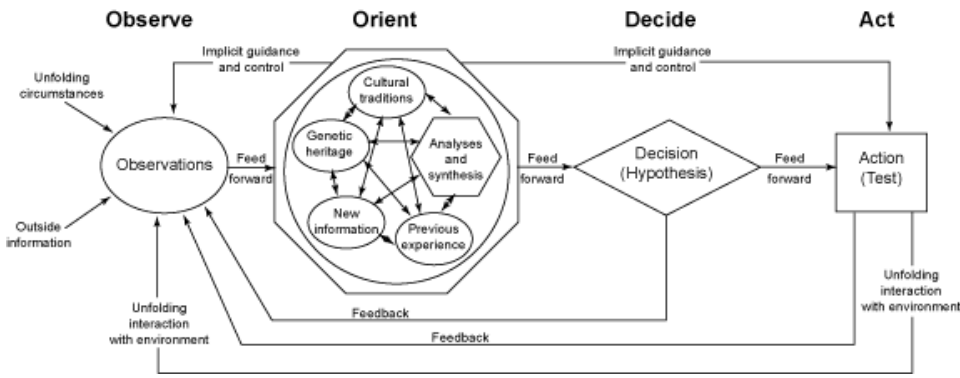 Observe
Orient
Decide
Act
Implicit guidance
and control
Implicit guidance
and control
Unfolding
circumstances
Cultural
traditions
Genetic
heritage
Analyses and
synthesis
Observations
Feed
forward
Feed
forward
Decision
(Hypothesis)
Feed
forward
Action
(Test)
New
information
Previous
experience
Outside
information
Unfolding
interaction
with environment
Feedback
Feedback
Unfolding
interaction
with environment